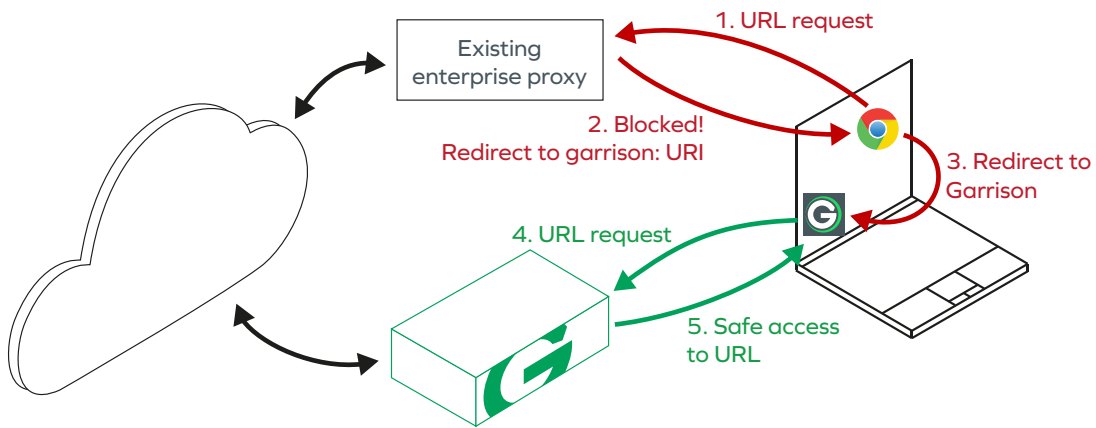 1. URL request
Existing
enterprise proxy
2. Blocked!
Redirect to garrison: URI
3. Redirect to
Garrison
G
4. URL request
5. Safe access
to URL
G